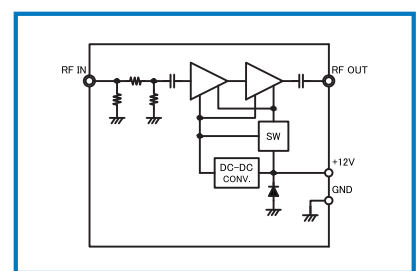 RF IN
RF OUT
SW
+12V
DC-DC
CONV.
GND